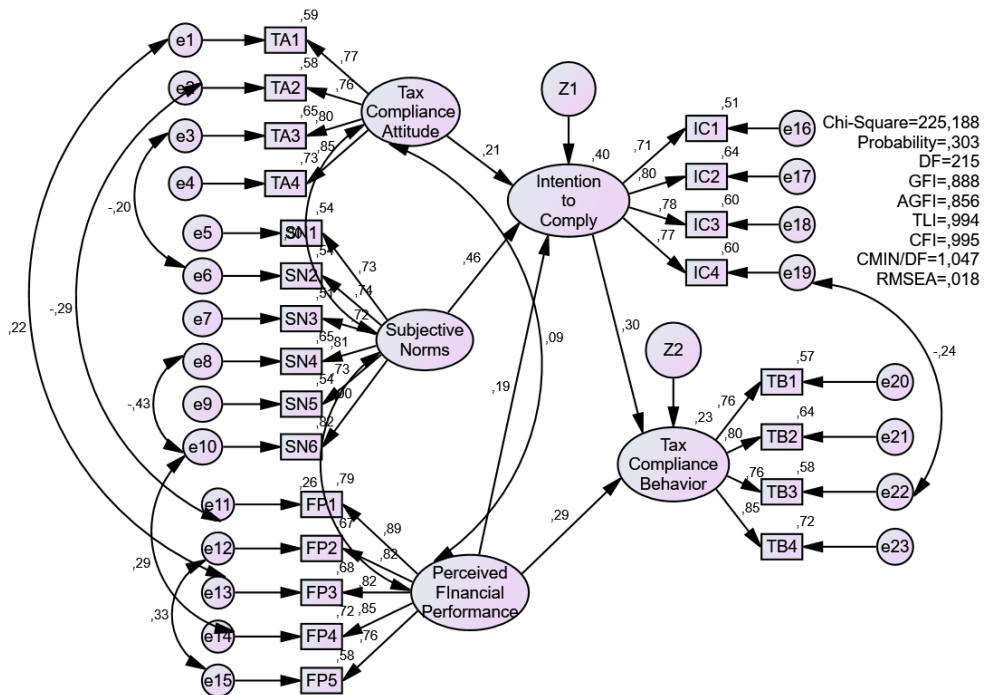 e1
TA1
,59
,77
e2
TA2
,58
,76
e3
TA3
,65
,80
e4
TA4
,73
,85
Tax
Compliance
Attitude
-,20
e5
SN1
,54
,73
e6
SN2
,54
,74
e7
SN3
,51
,72
e8
SN4
,65
,81
e9
SN5
,54
,73
e10
SN6
,82
Subjective
Norms
-,29
,22
-,43
e11
FP1
,26
,79
,89
e12
FP2
,67
,82
e13
FP3
,68
,82
e14
FP4
,72
,85
e15
FP5
,58
,76
,29
,33
Perceived
FInancial
Performance
,21
,46
,19
,09
Z1
Intention
to
Comply
,40
,71
IC1
,51
e16
,80
IC2
,64
e17
,78
IC3
,60
e18
,77
IC4
,60
e19
,30
,29
-,24
Z2
Tax
Compliance
Behavior
,23
,76
TB1
,57
e20
,80
TB2
,64
e21
,76
TB3
,58
e22
,85
TB4
,72
e23
Chi-Square=225,188
Probability=,303
DF=215
GFI=,888
AGFI=,856
TLI=,994
CFI=,995
CMIN/DF=1,047
RMSEA=,018